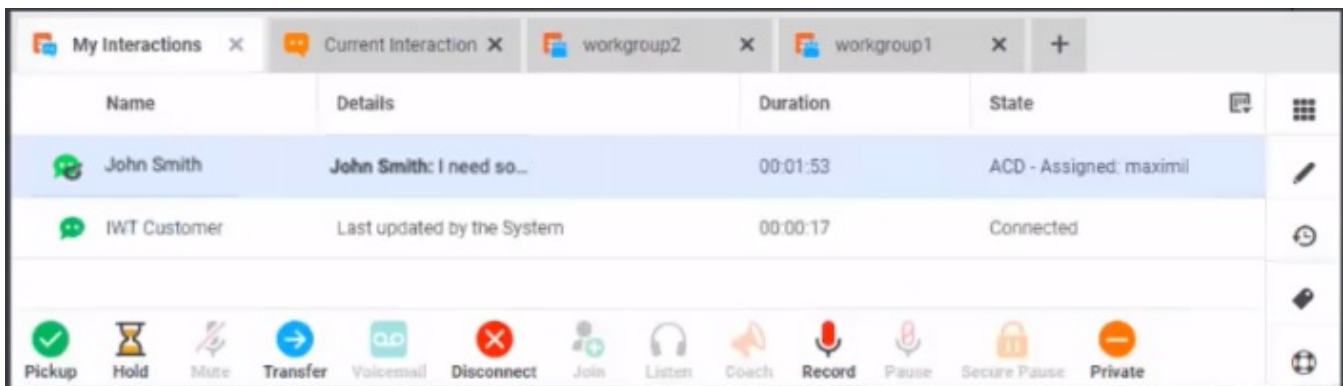 My Interactions Current Interaction workgroup2 workgroup1
Name Details Duration State
John Smith John Smith: I need so... 00:01:53 ACD - Assigned: maximil
IWT Customer Last updated by the System 00:00:17 Connected
Pickup Hold Mute Transfer Voicemail Disconnect Join Listen Coach Record Pause Secure Pause Private